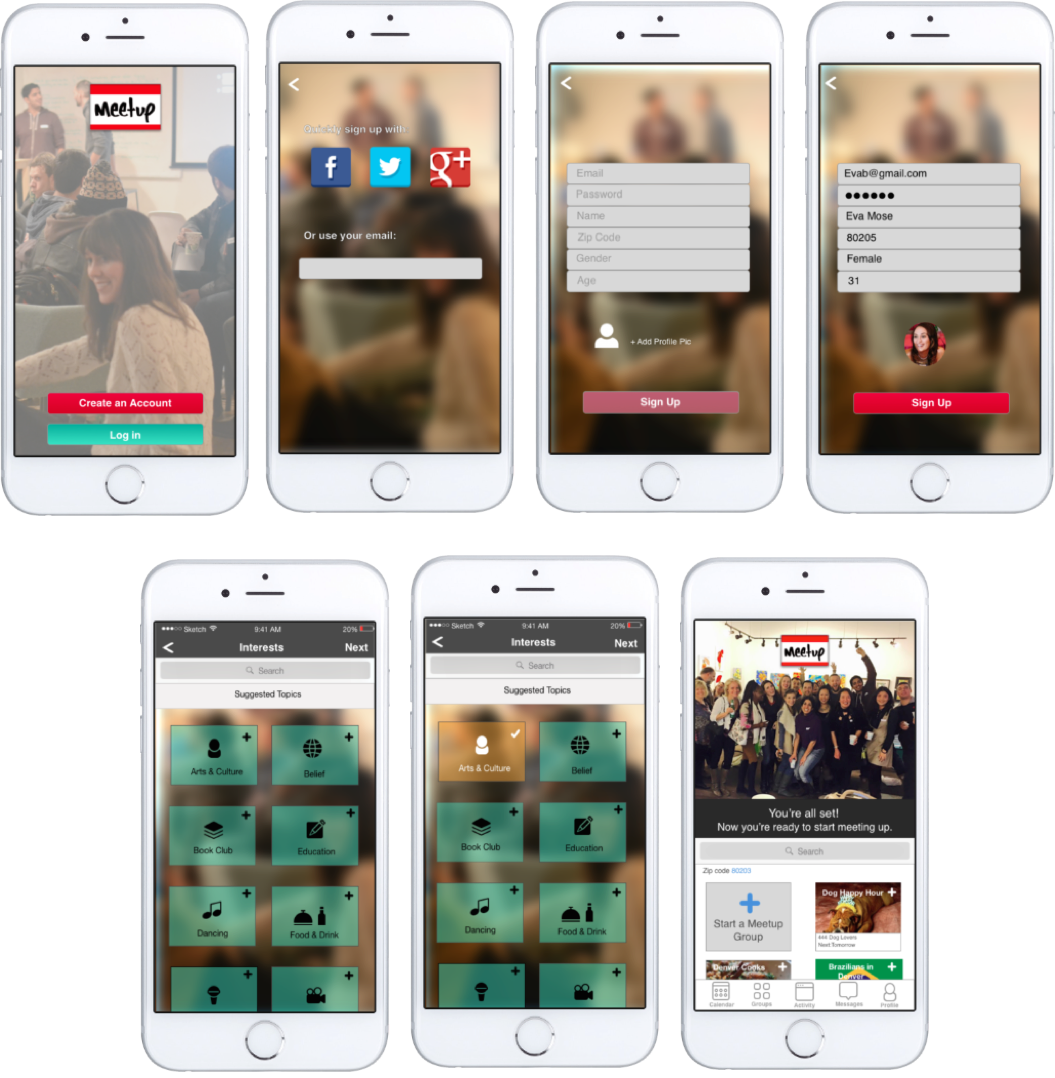 meetup
Create an Account
Log in
Quickly sign up with:
f
g+
Or use your email:
Email
Password
Name
Zip Code
Gender
Age
+ Add Profile Pic
Sign Up
Evab@gmail.com
Eva Mose
80205
Female
31
Sign Up
Sketch 9:41 AM 20%
Interests Next
Search
Suggested Topics
Arts & Culture Belief
Book Club Education
Dancing Food & Drink
Sketch 9:41 AM 20%
Interests Next
Search
Suggested Topics
Arts & Culture Belief
Book Club Education
Dancing Food & Drink
meetup
You're all set!
Now you're ready to start meeting up.
Search
Zip code 80203
Start a Meetup
Group
Dog Happy Hour
444 Dog Lovers
Next Tomorrow
Denver Cooks
Brazilians in
Denver
Calendar Groups Activity Messages Profile